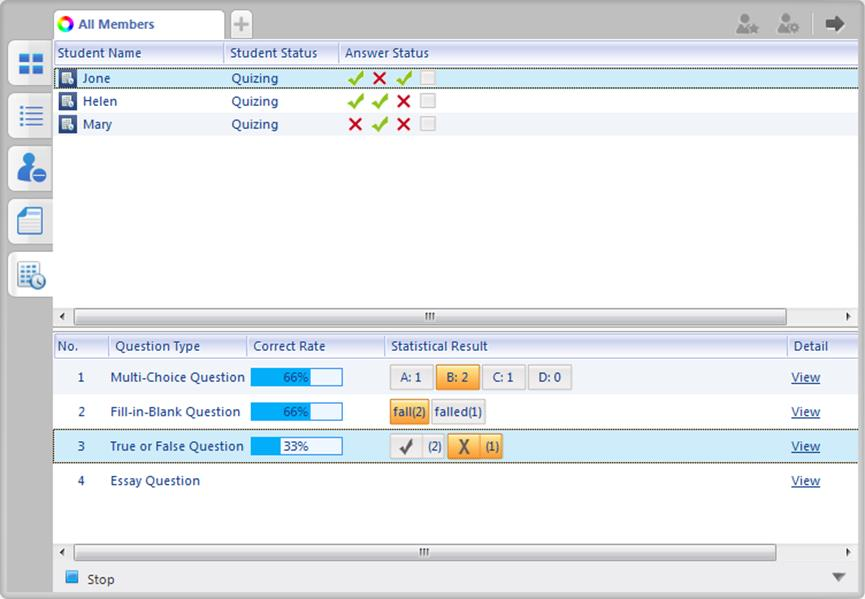 All Members
Student Name Student Status Answer Status
Jone Quizing
Helen Quizing
Mary Quizing
No. Question Type Correct Rate Statistical Result Detail
1 Multi-Choice Question 66% A: 1 B: 2 C: 1 D: 0 View
2 Fill-in-Blank Question 66% fall(2) falled(1) View
3 True or False Question 33% (2) X (1) View
4 Essay Question View
Stop